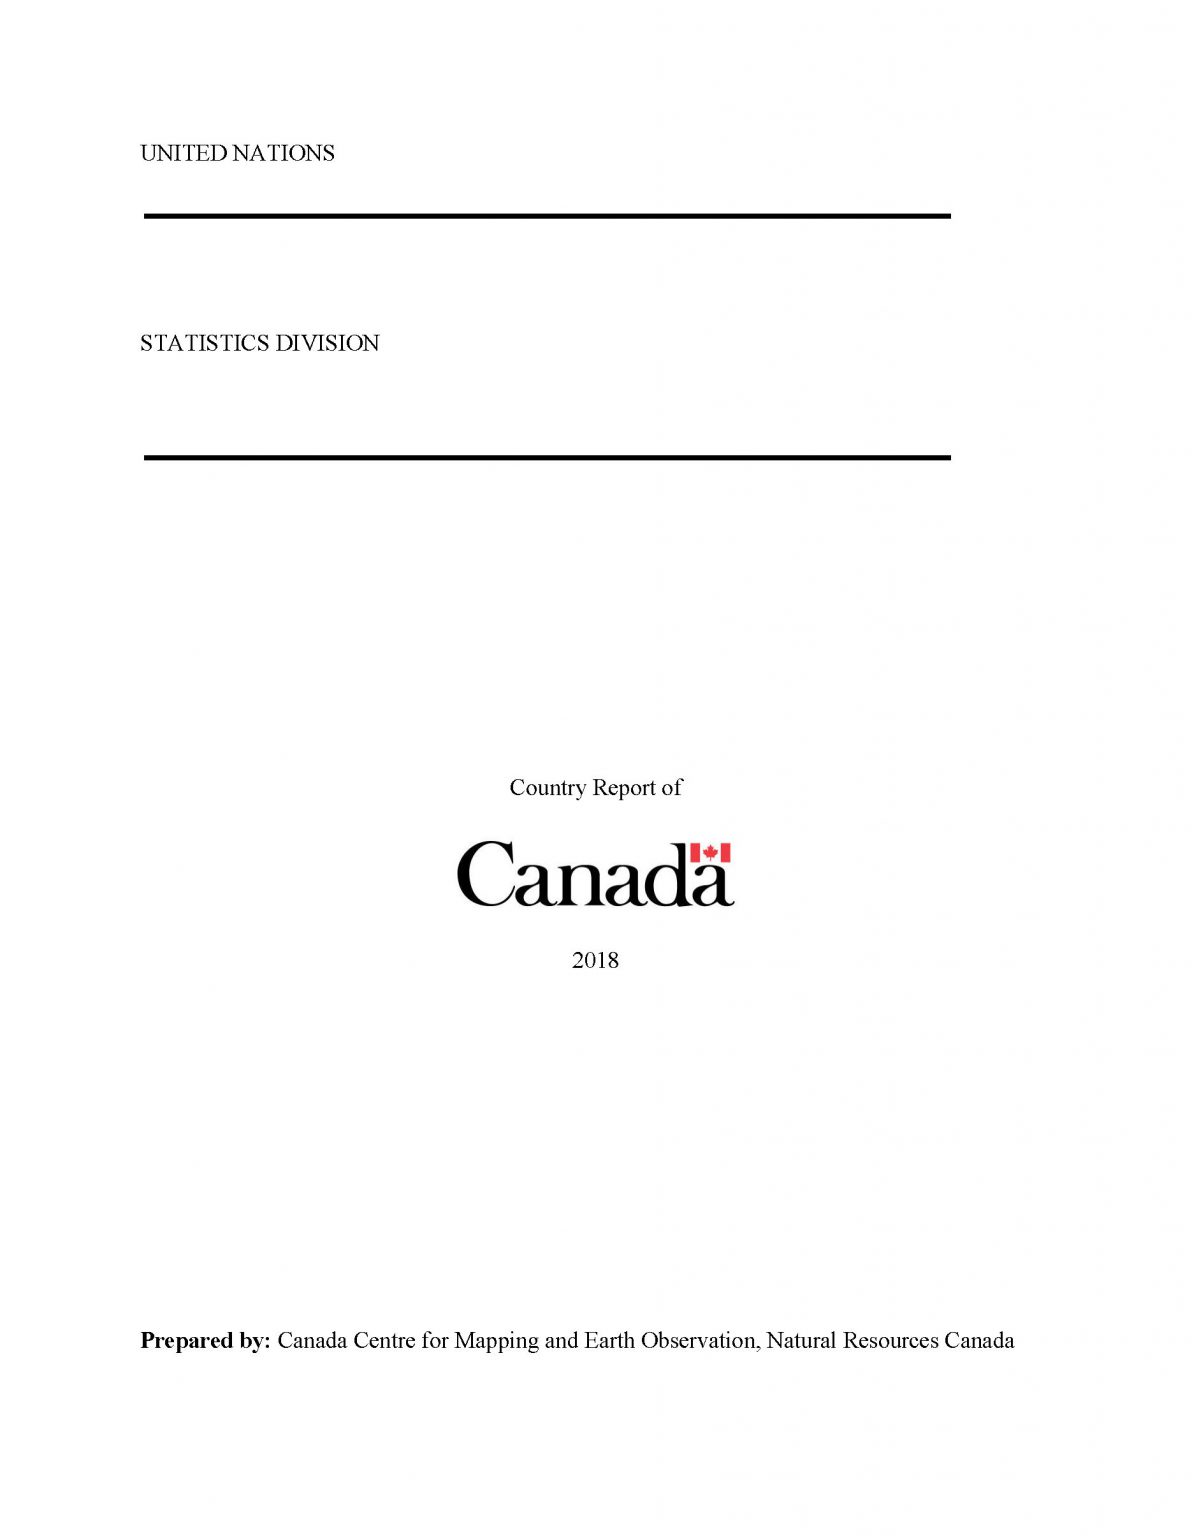 UNITED NATIONS
STATISTICS DIVISION
Country Report of
Canada
2018
Prepared by: Canada Centre for Mapping and Earth Observation, Natural Resources Canada